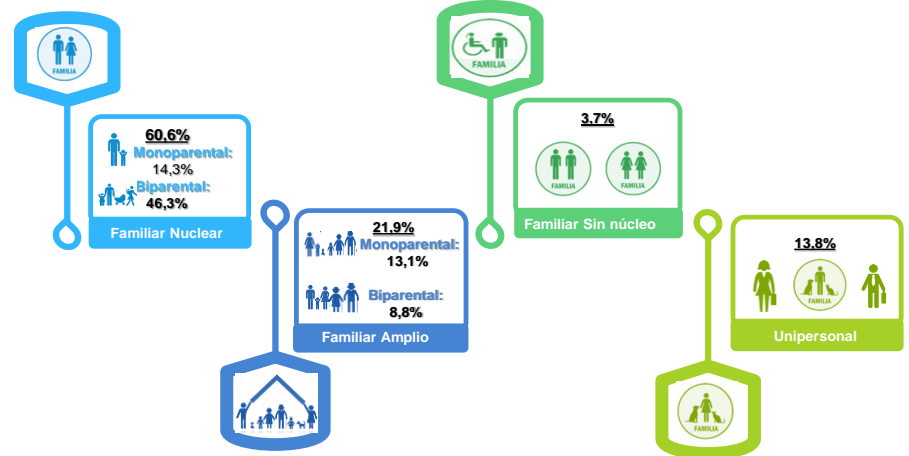 FAMILIA
60,6%
Monoparental:
14,3%
Biparental:
46,3%
Familiar Nuclear
21,9%
Monoparental:
13,1%
Biparental:
8,8%
Familiar Amplio
FAMILIA
3,7%
FAMILIA
FAMILIA
Familiar Sin núcleo
13,8%
FAMILIA
Unipersonal
FAMILIA